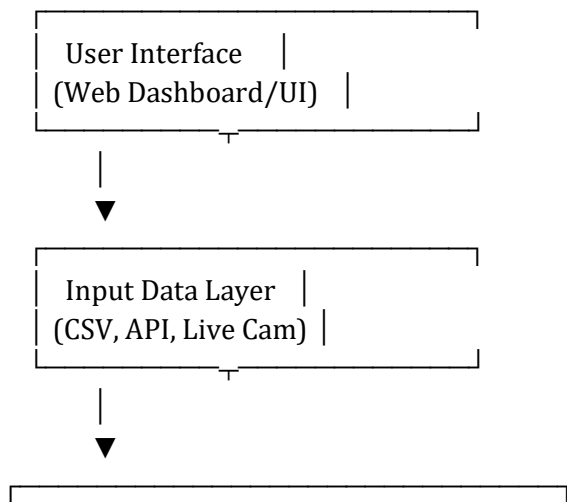 User Interface
(Web Dashboard/UI)
Input Data Layer
(CSV, API, Live Cam)